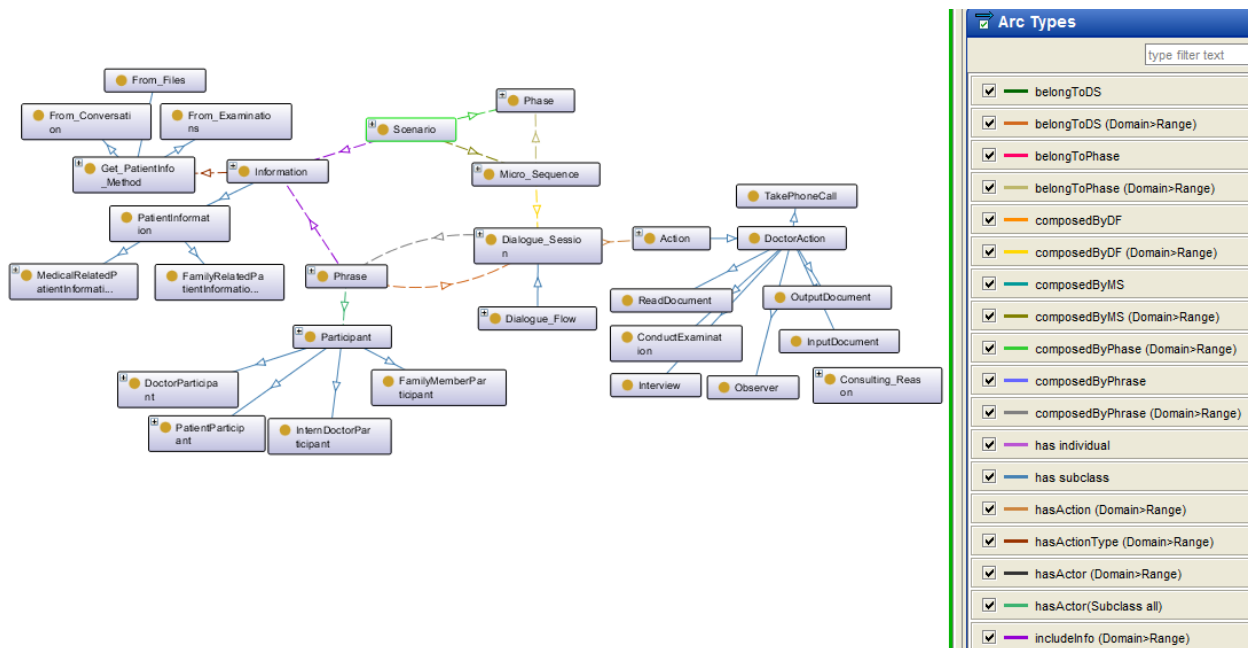 Arc Types
type filter text
From_Files
From_Conversati
on
From_Examinatio
ns
Get_PatientInfo
_Method
Information
Scenario
Phase
Micro_Sequence
PatientInformat
ion
MedicalRelatedP
atientInformati...
FamilyRelatedPa
tientInformatio...
Phrase
Dialogue_Sessio
n
Action
TakePhoneCall
DoctorAction
Dialogue_Flow
ReadDocument
OutputDocument
ConductExaminat
ion
InputDocument
Interview
Observer
Consulting_Reas
on
Participant
DoctorParticipa
nt
FamilyMemberPar
ticipant
PatientParticip
ant
InternDoctorPar
ticipant
belongToDS
belongToDS (Domain>Range)
belongToPhase
belongToPhase (Domain>Range)
composedByDF
composedByDF (Domain>Range)
composedByMS
composedByMS (Domain>Range)
composedByPhase (Domain>Range)
composedByPhrase
composedByPhrase (Domain>Range)
has individual
has subclass
hasAction (Domain>Range)
hasActionType (Domain>Range)
hasActor (Domain>Range)
hasActor(Subclass all)
includeInfo (Domain>Range)